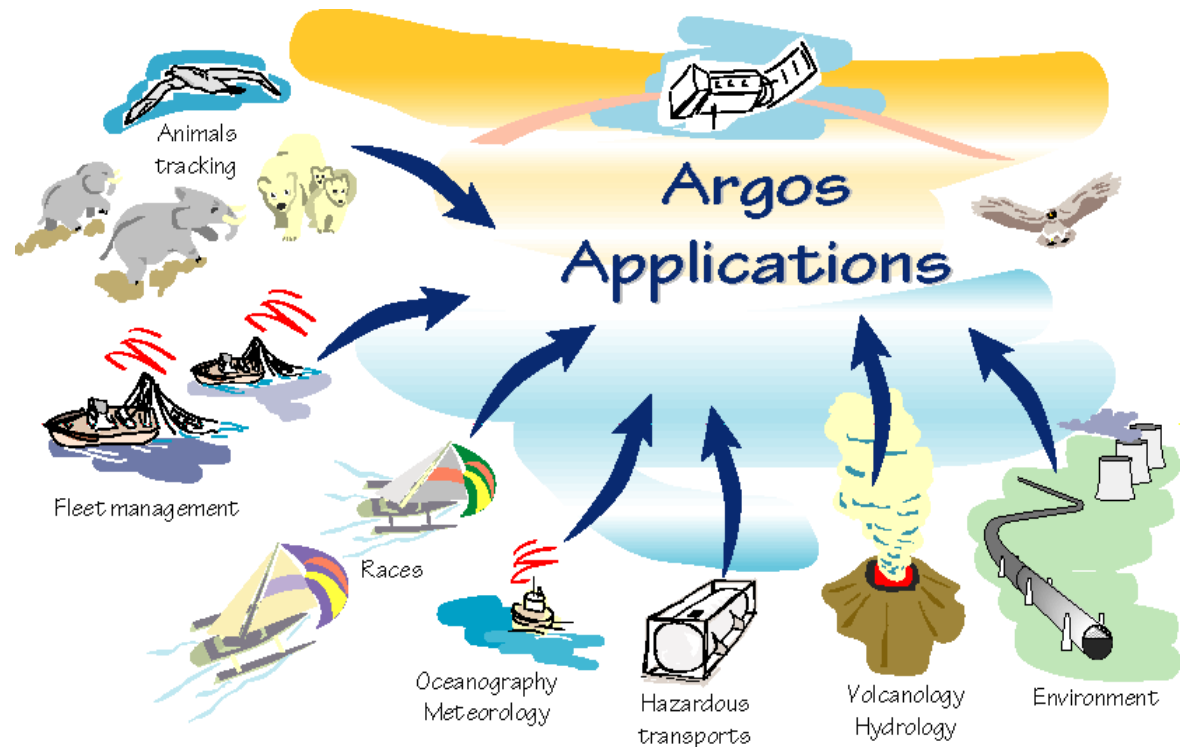 Argos
Applications
Animals
tracking
Fleet management
Races
Oceanography
Meteorology
Hazardous
transports
Volcanology
Hydrology
Environment